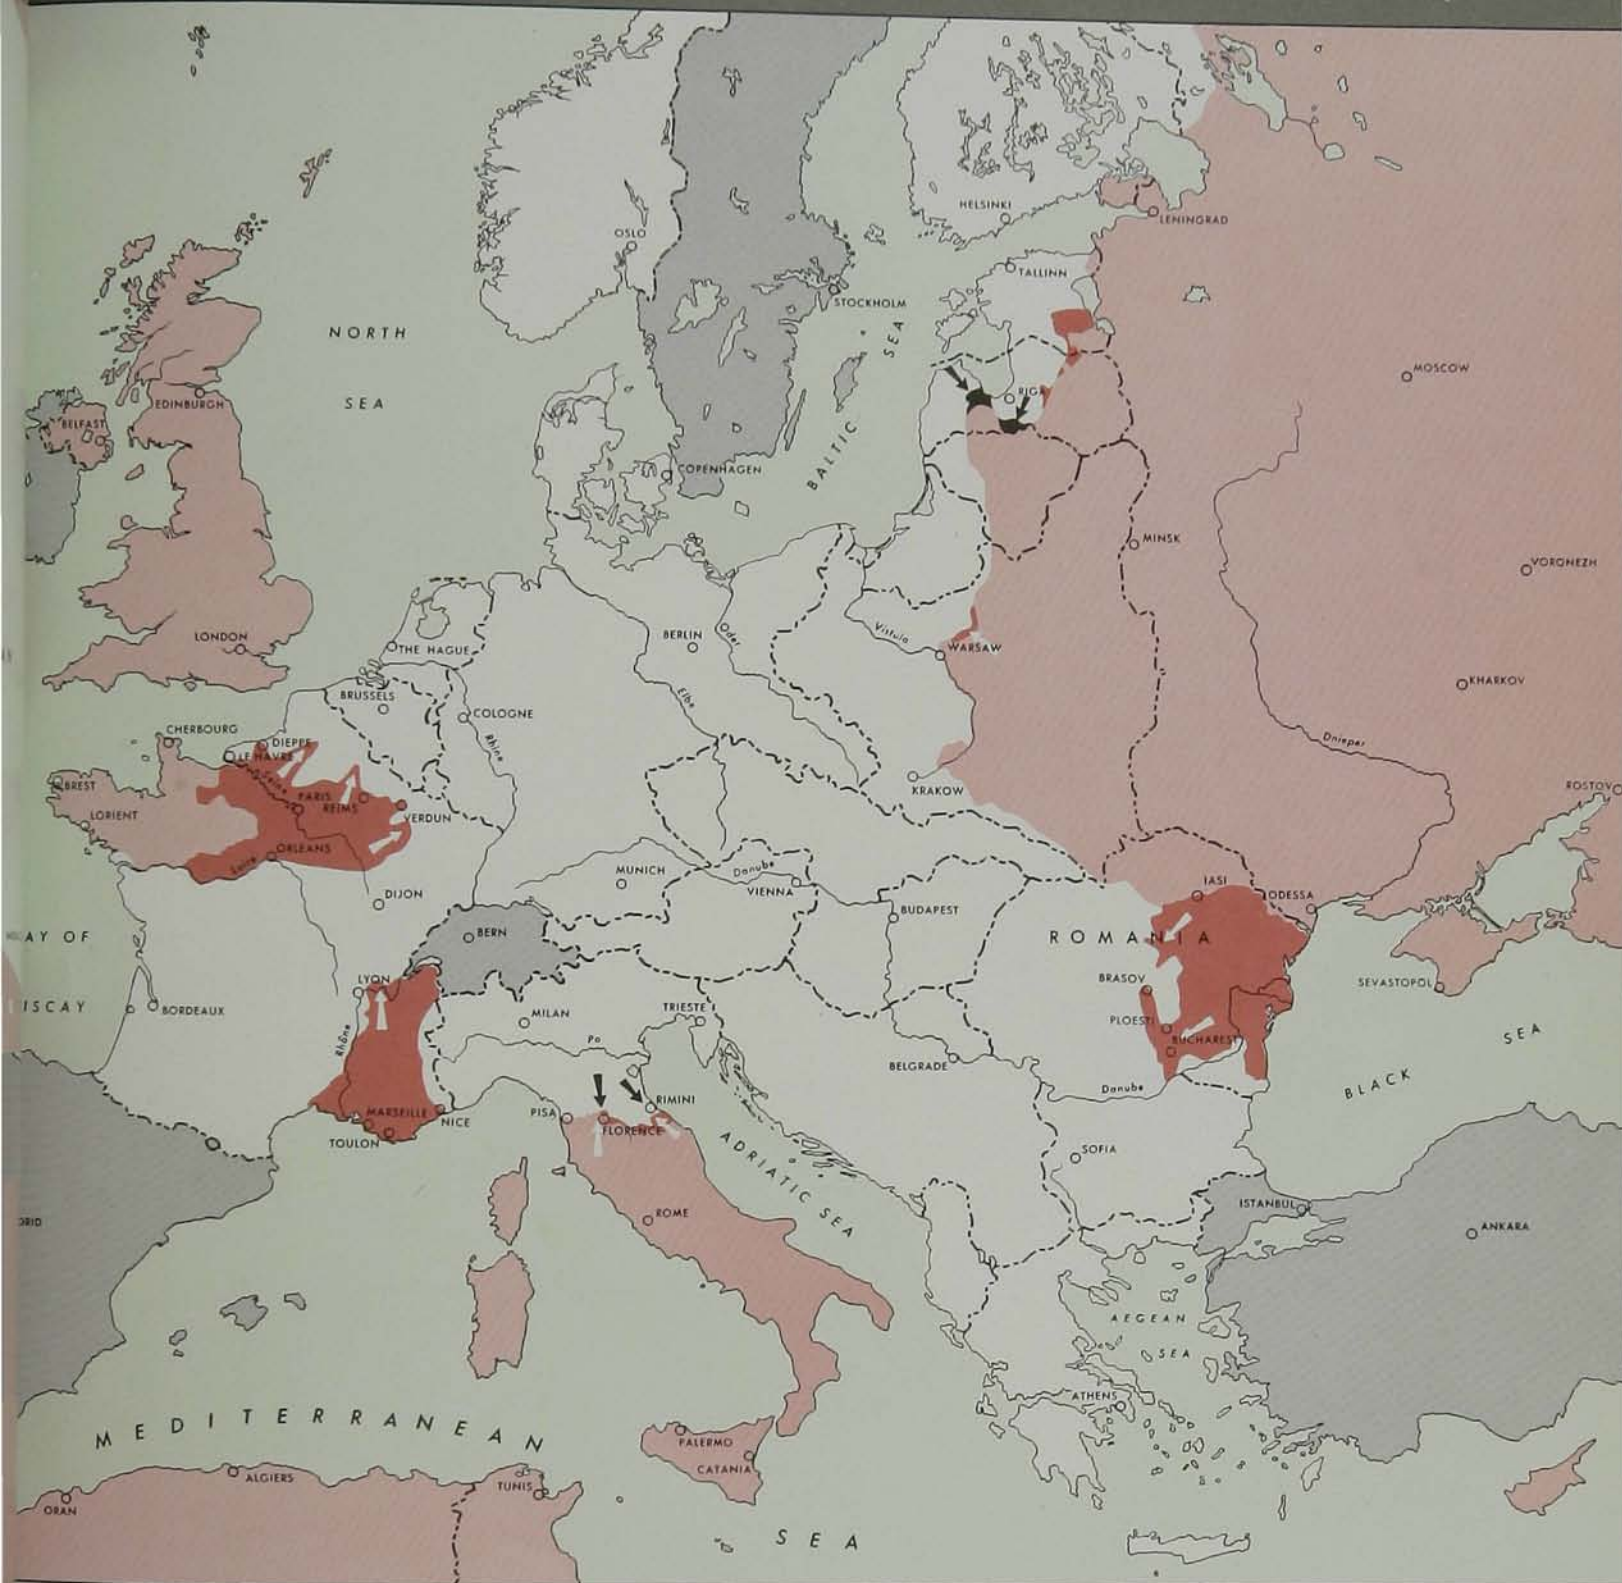 OSLO
HELSINKI
LENINGRAD
TALLINN
STOCKHOLM
NORTH
SEA
BALTIC SEA
MOSCOW
EDINBURGH
BELFAST
RIGA
COPENHAGEN
MINSK
VORONEZH
LONDON
THE HAGUE
BERLIN
Oder
Vistula
WARSAW
BRUSSELS
COLOGNE
Elbe
Rhine
KHARKOV
Dnieper
CHERBOURG
DIEPPE
LE HAVRE
Seine
BREST
LORIENT
PARIS
REIMS
VERDUN
KRAKOW
ROSTOV
ORLEANS
Loire
DIJON
MUNICH
Danube
VIENNA
IASI
ODESSA
BUDAPEST
AY OF
ISCAY
BERN
ROMANIA
LYON
BORDEAUX
BRASOV
SEVASTOPOL
MILAN
TRIESTE
PLOESTI
Rhône
Po
BUCHAREST
BELGRADE
BLACK SEA
Danube
RIMINI
PISA
FLORENCE
MARSEILLE
NICE
TOULON
ADRIATIC SEA
SOFIA
ROME
ISTANBUL
ANKARA
DRID
AEGEAN
SEA
ATHENS
MEDITERRANEAN
PALERMO
CATANIA
ALGIERS
TUNIS
ORAN
SEA